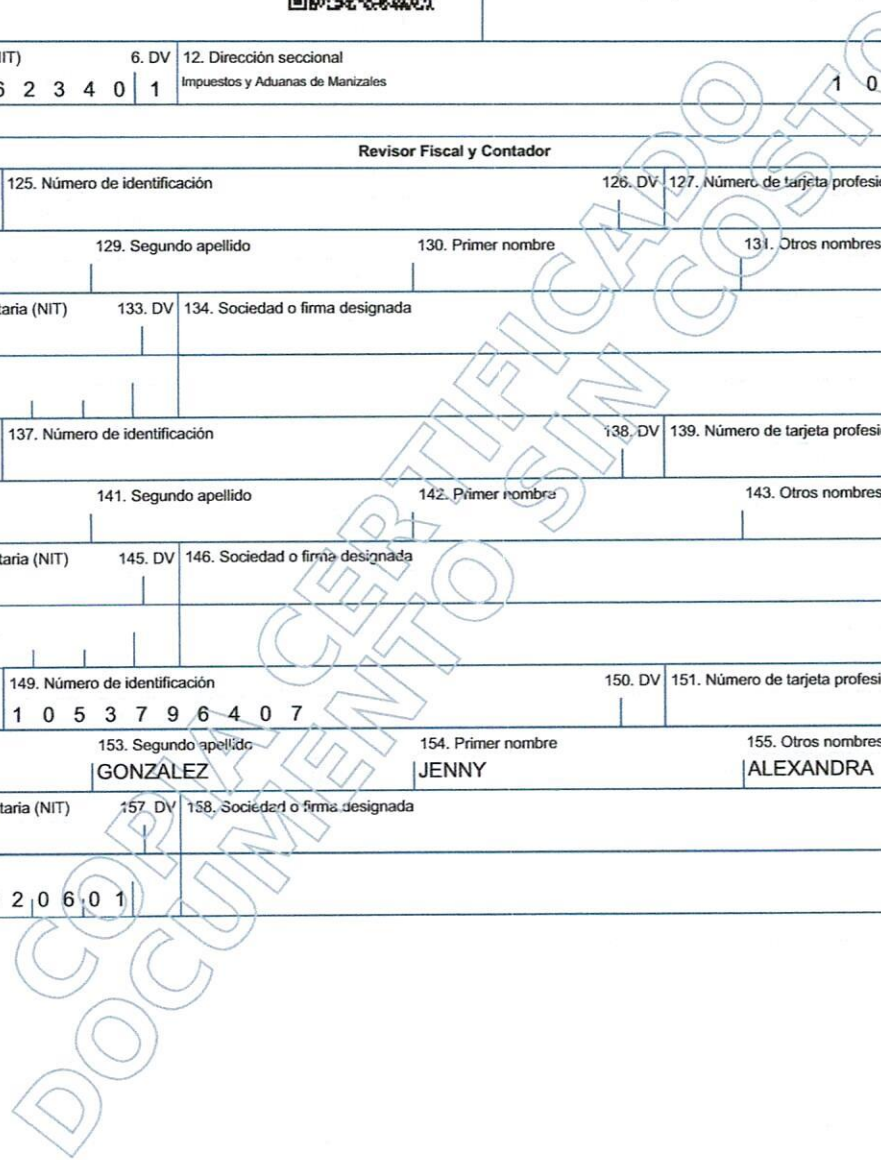 IT) 6. DV 12. Dirección seccional
6 2 3 4 0 1 Impuestos y Aduanas de Manizales 1 0
Revisor Fiscal y Contador
125. Número de identificación 126. DV 127. Número de tarjeta profesi
129. Segundo apellido 130. Primer nombre 131. Otros nombres
taria (NIT) 133. DV 134. Sociedad o firma designada
137. Número de identificación 138. DV 139. Número de tarjeta profesi
141. Segundo apellido 142. Primer nombre 143. Otros nombres
taria (NIT) 145. DV 146. Sociedad o firma designada
149. Número de identificación 150. DV 151. Número de tarjeta profesi
1 0 5 3 7 9 6 4 0 7
153. Segundo apellido 154. Primer nombre 155. Otros nombres
GONZALEZ JENNY ALEXANDRA
taria (NIT) 157. DV 158. Sociedad o firma designada
2 0 6 0 1
COPIA CERTIFICADO
DOCUMENTO SIN COSTO